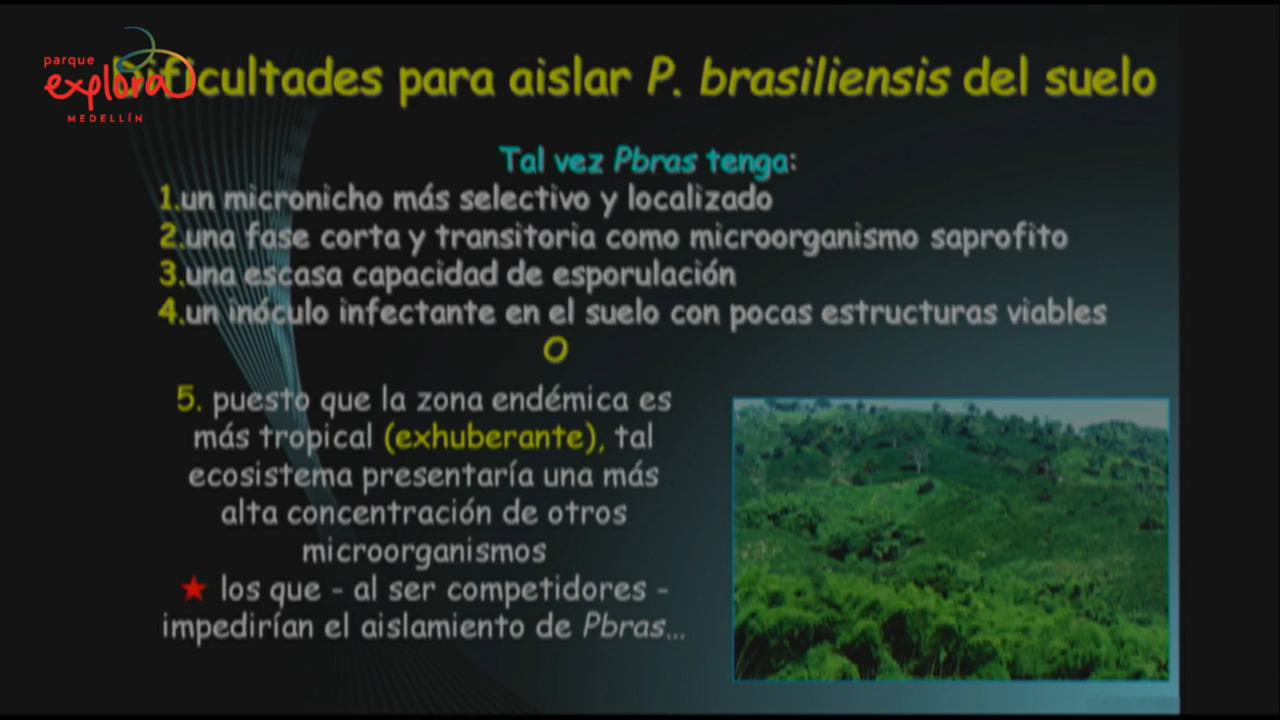 parque
explora
MEDELLÍN
Dificultades para aislar P. brasiliensis del suelo
Tal vez Pbras tenga:
1.un micronicho más selectivo y localizado
2.una fase corta y transitoria como microorganismo saprofito
3.una escasa capacidad de esporulación
4.un inóculo infectante en el suelo con pocas estructuras viables
O
5. puesto que la zona endémica es
más tropical (exhuberante), tal
ecosistema presentaría una más
alta concentración de otros
microorganismos
★ los que - al ser competidores -
impedirían el aislamiento de Pbras...